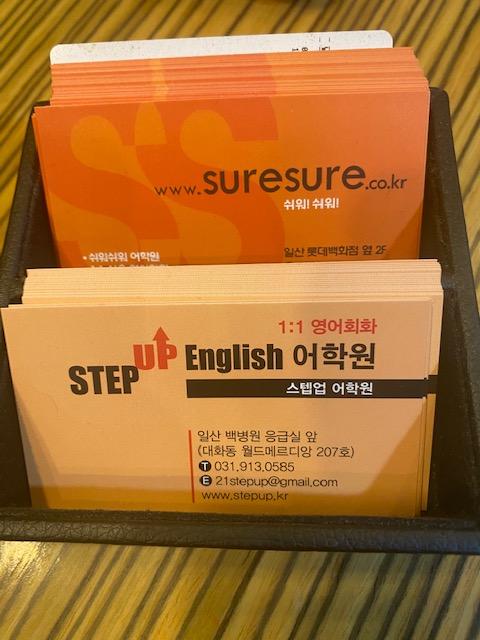 SS
www.suresure.co.kr
쉬워! 쉬워!
• 쉬워쉬워 어학원
일산 롯데백화점 옆 2F
1:1 영어회화
STEP UP English 어학원
스텝업 어학원
일산 백병원 응급실 앞
(대화동 월드메르디앙 207호)
T 031.913.0585
E 21stepup@gmail.com
www.stepup.kr